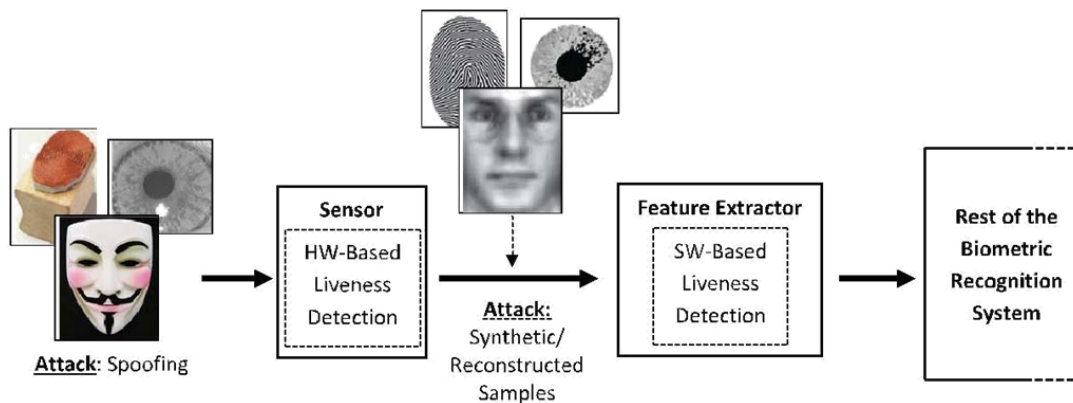 Attack: Spoofing
Sensor
HW-Based
Liveness
Detection
Attack:
Synthetic/
Reconstructed
Samples
Feature Extractor
SW-Based
Liveness
Detection
Rest of the
Biometric
Recognition
System